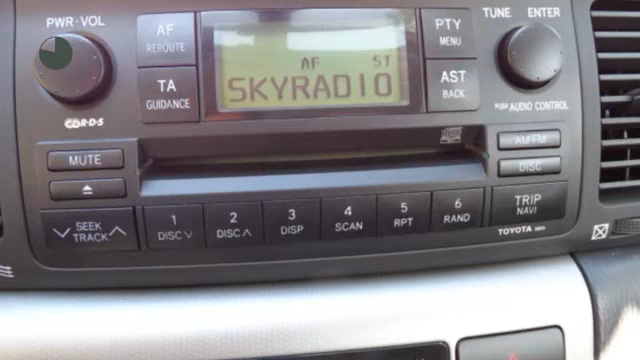 PWR·VOL
AF
REROUTE
TA
GUIDANCE
AF ST
SKYRADIO
PTY
MENU
AST
BACK
TUNE ENTER
PUSH AUDIO CONTROL
CD·R·D·S
MUTE
AM·FM
DISC
SEEK
TRACK
1
DISC
2
DISC
3
DISP
4
SCAN
5
RPT
6
RAND
TRIP
NAVI
TOYOTA